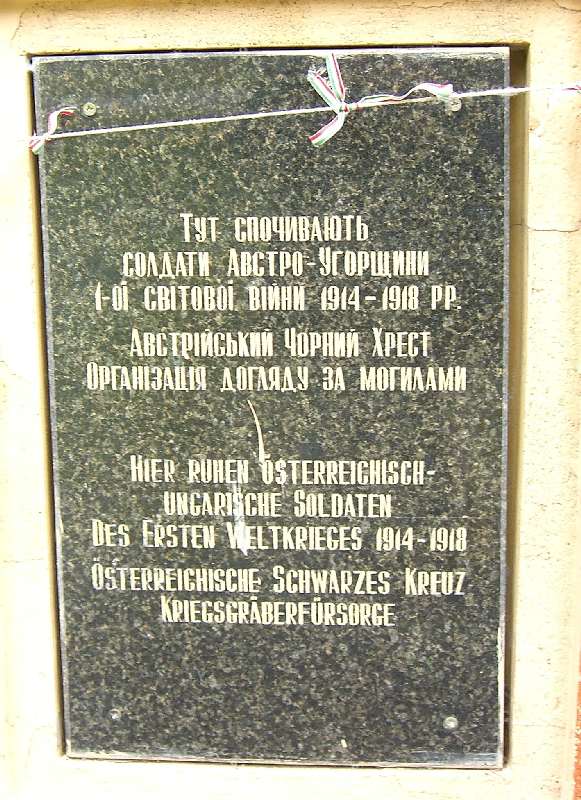 Тут спочивають
солдати Австро-Угорщини
1-ої світової війни 1914-1918 рр.
Австрійський Чорний Хрест
Організація догляду за могилами
Hier ruhen österreichisch-
ungarische Soldaten
des Ersten Weltkrieges 1914-1918
Österreichische Schwarzes Kreuz
Kriegsgräberfürsorge